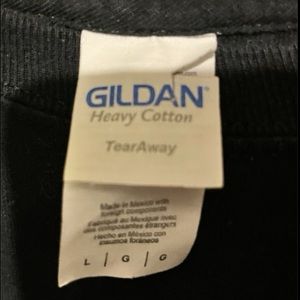 GILDAN
Heavy Cotton
TearAway
Made in Mexico with
foreign components
Fabriqué au Mexique avec
des composantes étrangers
Hecho en México con
insumos foráneos
L | G | G